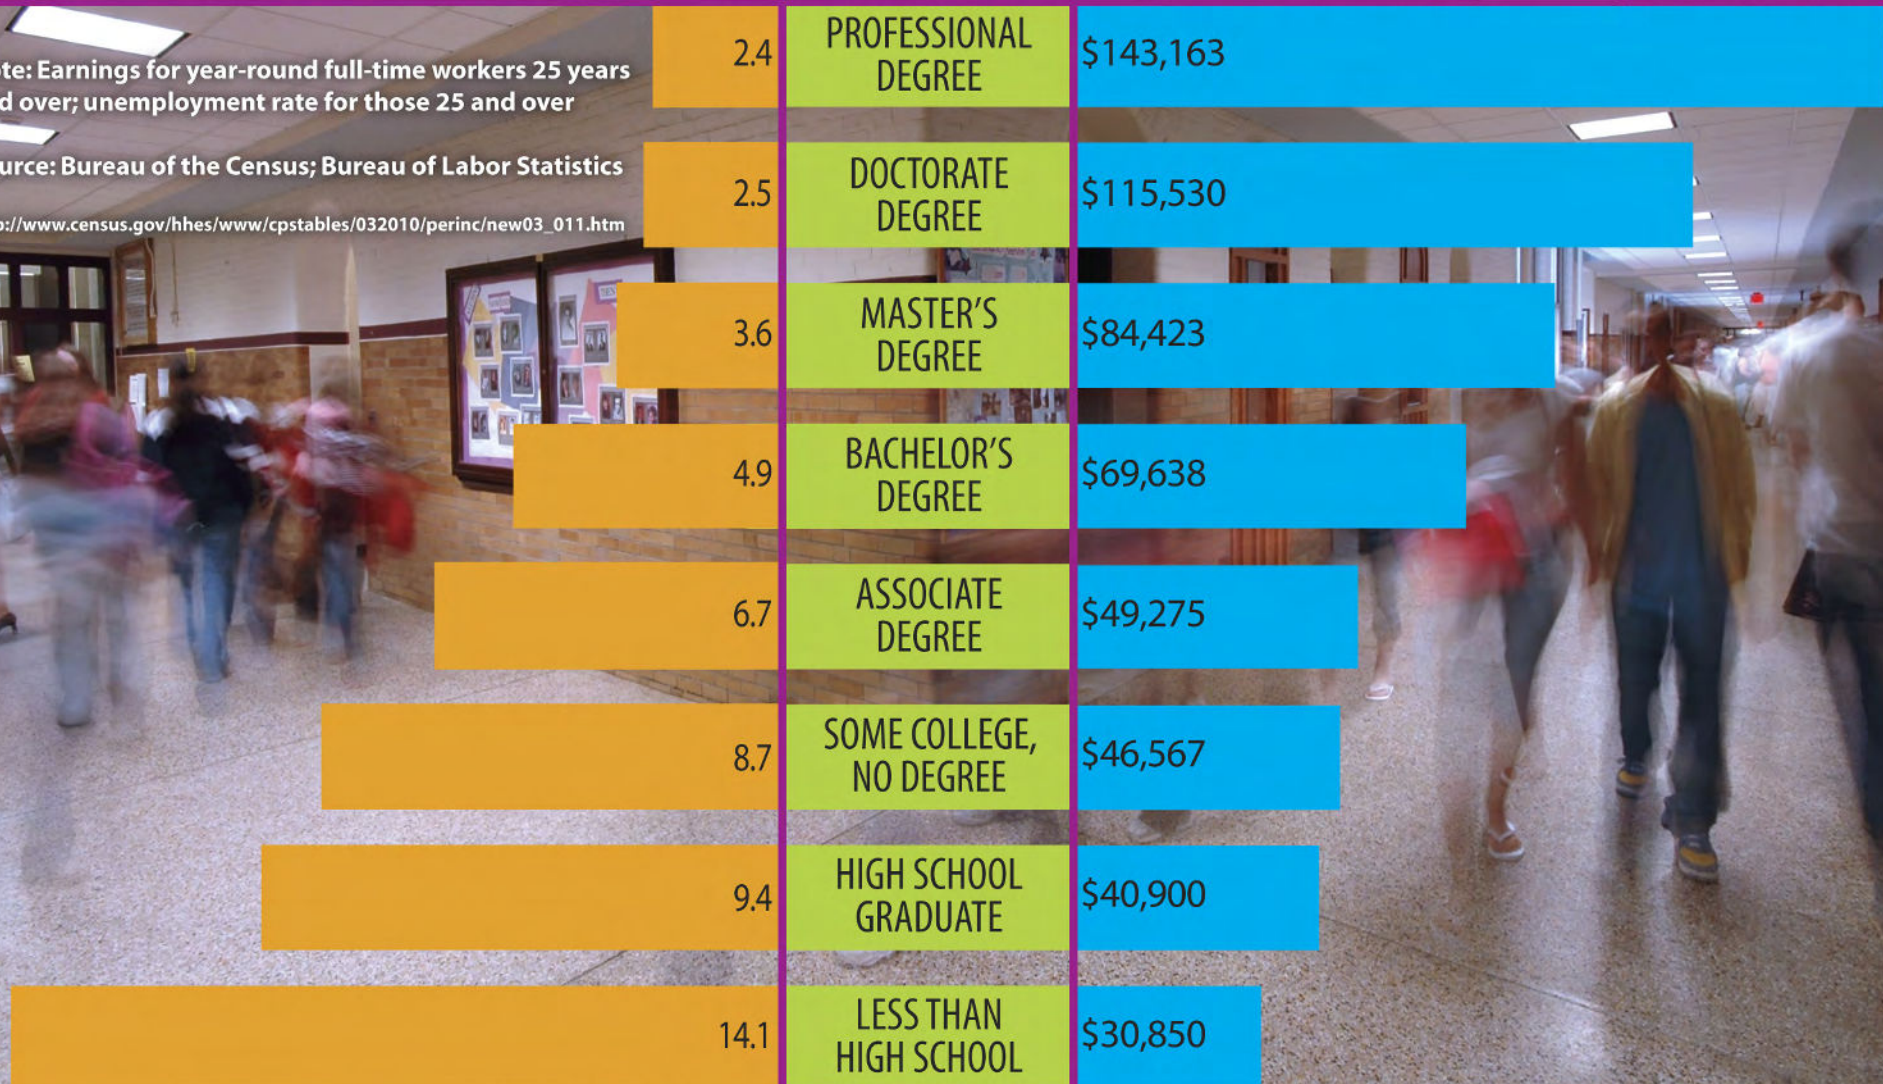 te: Earnings for year-round full-time workers 25 years
d over; unemployment rate for those 25 and over
urce: Bureau of the Census; Bureau of Labor Statistics
://www.census.gov/hhes/www/cpstables/032010/perinc/new03_011.htm
2.4
PROFESSIONAL
DEGREE
$143,163
2.5
DOCTORATE
DEGREE
$115,530
3.6
MASTER’S
DEGREE
$84,423
4.9
BACHELOR’S
DEGREE
$69,638
6.7
ASSOCIATE
DEGREE
$49,275
8.7
SOME COLLEGE,
NO DEGREE
$46,567
9.4
HIGH SCHOOL
GRADUATE
$40,900
14.1
LESS THAN
HIGH SCHOOL
$30,850